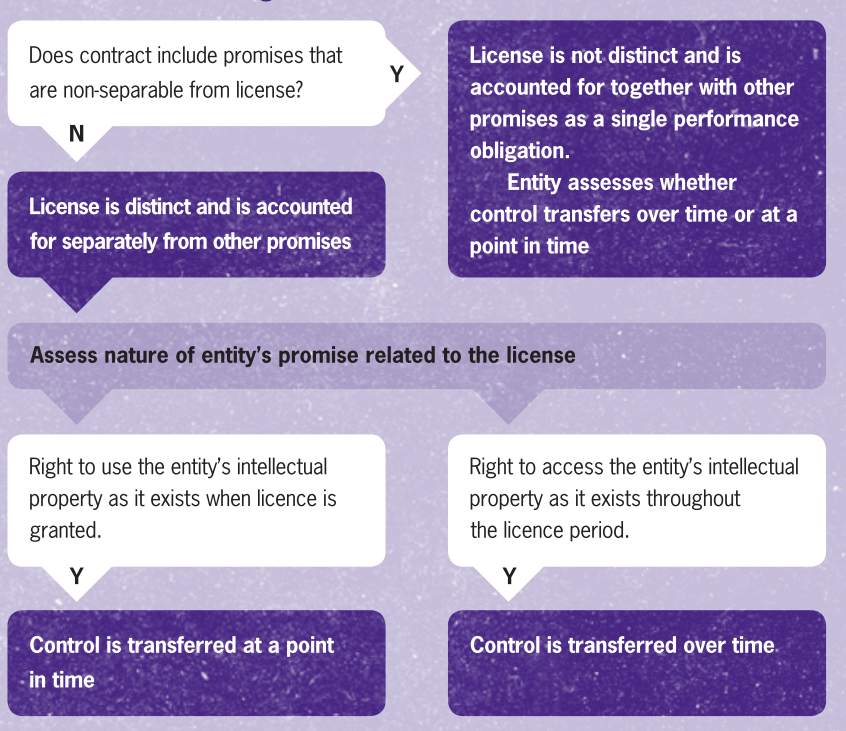 Does contract include promises that
are non-separable from license?
Y
N
License is not distinct and is
accounted for together with other
promises as a single performance
obligation.
Entity assesses whether
control transfers over time or at a
point in time
License is distinct and is accounted
for separately from other promises
Assess nature of entity's promise related to the license
Right to use the entity's intellectual
property as it exists when licence is
granted.
Y
Right to access the entity's intellectual
property as it exists throughout
the licence period.
Y
Control is transferred at a point
in time
Control is transferred over time